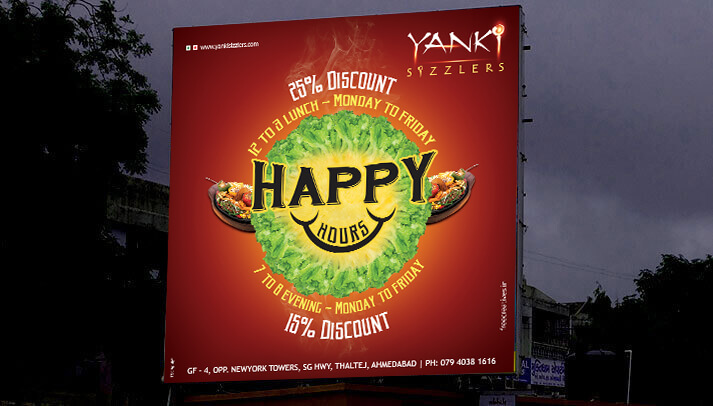 www.yankisizzlers.com
YANKi
SIZZLERS
25% DISCOUNT
12 TO 3 LUNCH – MONDAY TO FRIDAY
HAPPY
HOURS
7 TO 8 EVENING – MONDAY TO FRIDAY
15% DISCOUNT
GF - 4, OPP. NEWYORK TOWERS, SG HWY, THALTEJ, AHMEDABAD | PH: 079 4038 1616